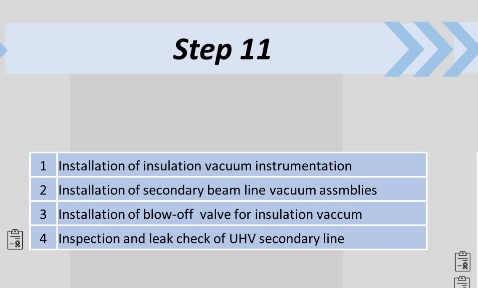 Step 11
1 Installation of insulation vacuum instrumentation
2 Installation of secondary beam line vacuum assmblies
3 Installation of blow-off valve for insulation vaccum
4 Inspection and leak check of UHV secondary line